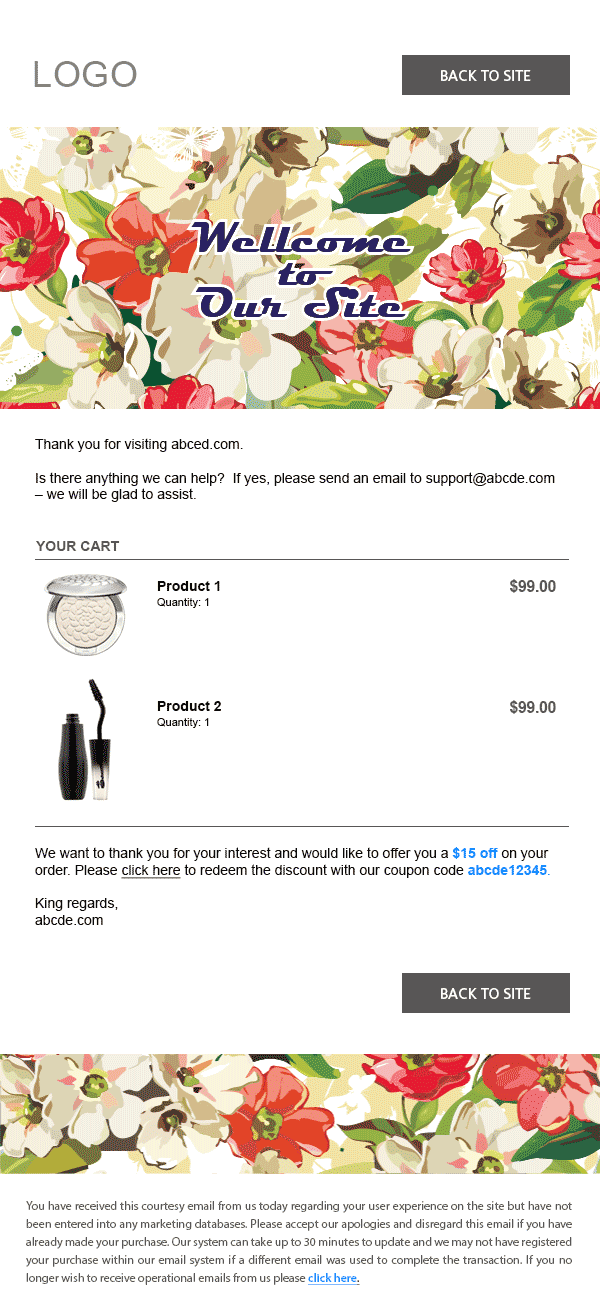 LOGO
BACK TO SITE
Wellcome
to
Our Site
Thank you for visiting abced.com.
Is there anything we can help?  If yes, please send an email to support@abcde.com
– we will be glad to assist.
YOUR CART
Product 1
$99.00
Quantity: 1
Product 2
$99.00
Quantity: 1
We want to thank you for your interest and would like to offer you a $15 off on your
order. Please click here to redeem the discount with our coupon code abcde12345.
King regards,
abcde.com
BACK TO SITE
You have received this courtesy email from us today regarding your user experience on the site but have not
been entered into any marketing databases. Please accept our apologies and disregard this email if you have
already made your purchase. Our system can take up to 30 minutes to update and we may not have registered
your purchase within our email system if a different email was used to complete the transaction. If you no
longer wish to receive operational emails from us please click here.